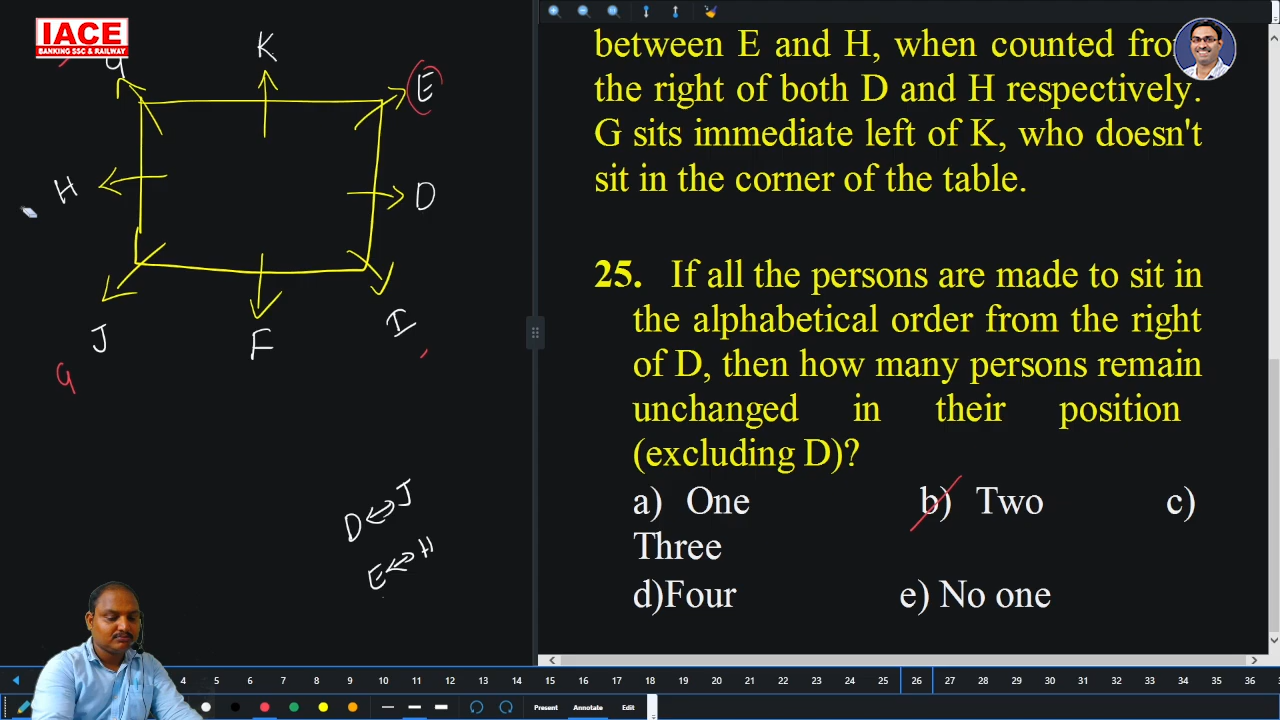 IACE
BANKING SSC & RAILWAY
K
G
E
H
D
J
F
I
G
D ↔ J
E ↔ H
between E and H, when counted from
the right of both D and H respectively.
G sits immediate left of K, who doesn't
sit in the corner of the table.
25. If all the persons are made to sit in
the alphabetical order from the right
of D, then how many persons remain
unchanged in their position
(excluding D)?
a) One b) Two c)
Three
d)Four e) No one
4 5 6 7 8 9 10 11 12 13 14 15 16 17 18 19 20 21 22 23 24 25 26 27 28 29 30 31 32 33 34 35 36 3
Present Annotate Edit